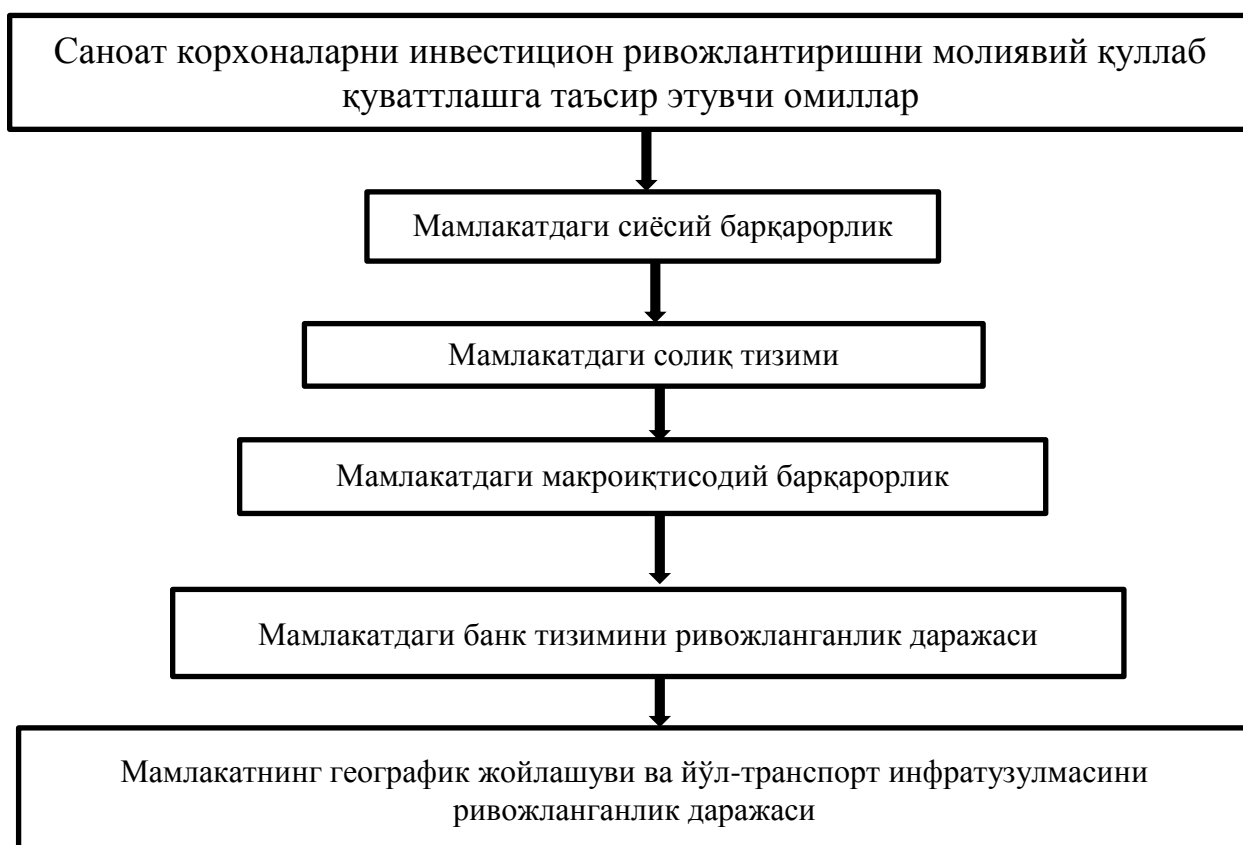 Саноат корхоналарни инвестицион ривожлантиришни молиявий қуллаб
қуваттлашга таъсир этувчи омиллар
Мамлакатдаги сиёсий барқарорлик
Мамлакатдаги солиқ тизими
Мамлакатдаги макроиқтисодий барқарорлик
Мамлакатдаги банк тизимини ривожланганлик даражаси
Мамлакатнинг географик жойлашуви ва йўл-транспорт инфратузулмасини
ривожланганлик даражаси